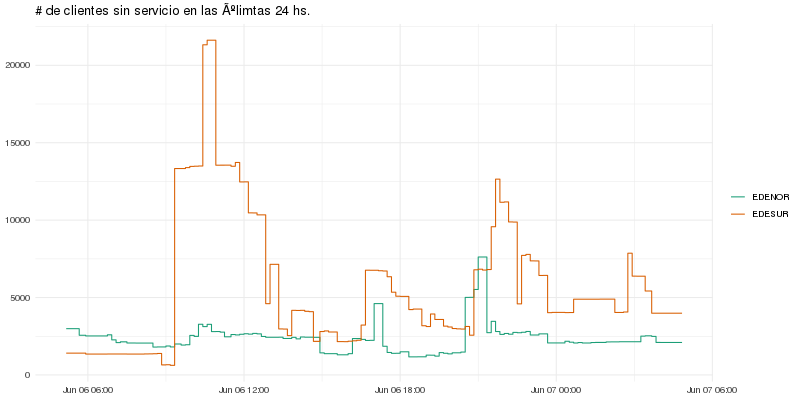 # de clientes sin servicio en las Ãºlimtas 24 hs.
20000
15000
10000
5000
0
Jun 06 06:00
Jun 06 12:00
Jun 06 18:00
Jun 07 00:00
Jun 07 06:00
EDENOR
EDESUR